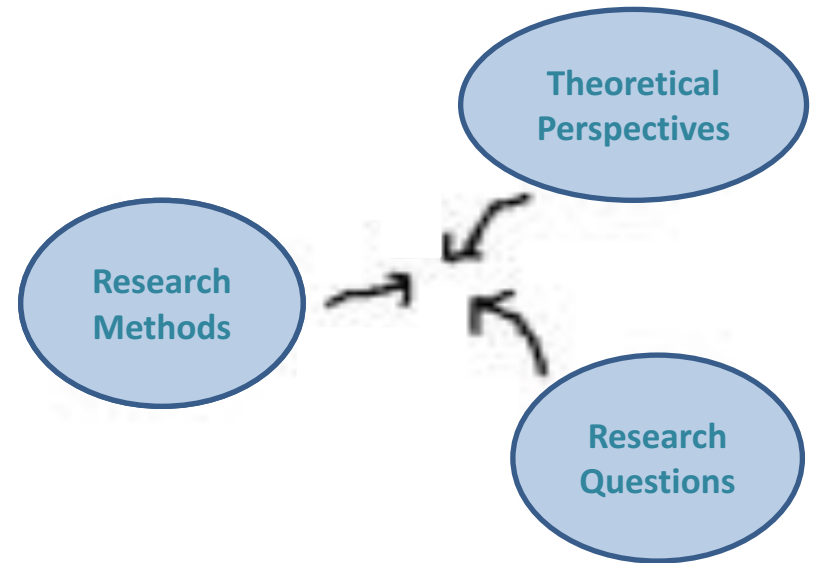 Theoretical
Perspectives
Research
Methods
Research
Questions